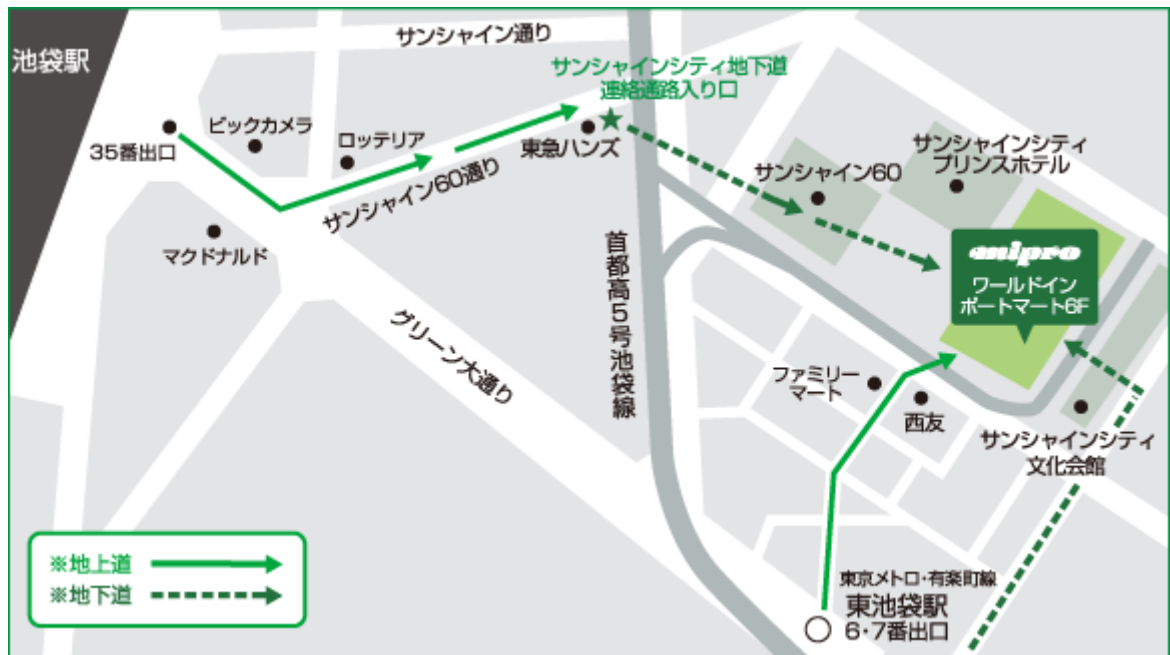 池袋駅
サンシャイン通り
サンシャインシティ地下道
連絡通路入り口
35番出口
ビックカメラ
ロッテリア
東急ハンズ
サンシャイン60通り
マクドナルド
サンシャイン60
サンシャインシティ
プリンスホテル
首都高5号池袋線
mipro
ワールドイン
ポートマート6F
グリーン大通り
ファミリー
マート
西友
サンシャインシティ
文化会館
※地上道
※地下道
東京メトロ・有楽町線
東池袋駅
6・7番出口